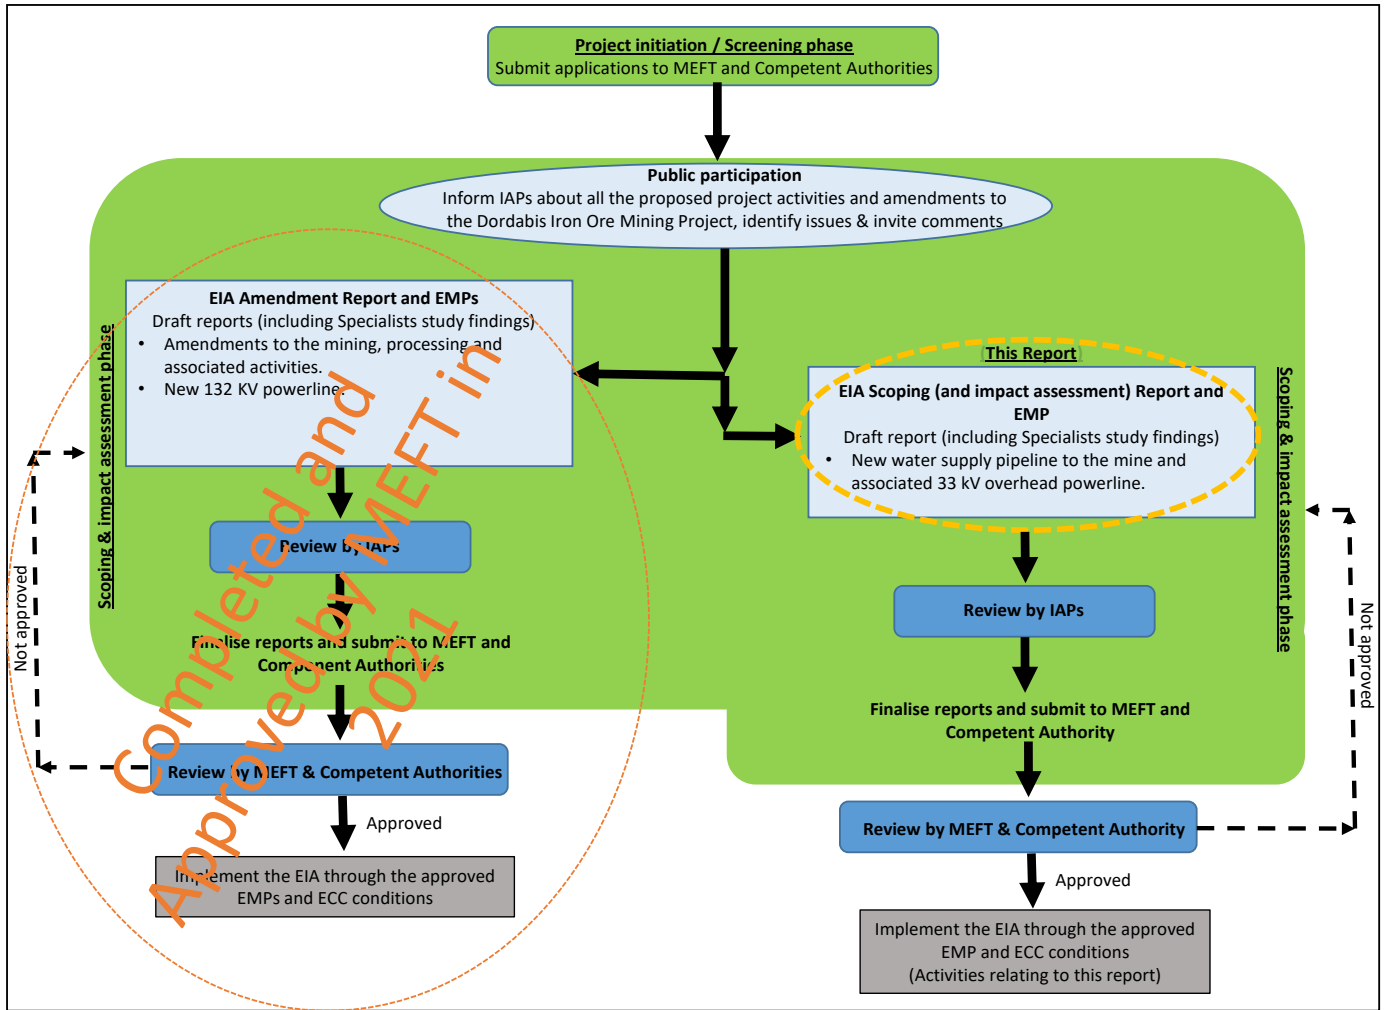 Project initiation / Screening phase
Submit applications to MEFT and Competent Authorities
Public participation
Inform IAPs about all the proposed project activities and amendments to
the Dordabis Iron Ore Mining Project, identify issues & invite comments
Scoping & impact assessment phase
EIA Amendment Report and EMPs
Draft reports (including Specialists study findings)
• Amendments to the mining, processing and
associated activities.
• New 132 KV powerline.
Review by IAPs
Finalise reports and submit to MEFT and
Component Authorities
Review by MEFT & Competent Authorities
Not approved
Approved
Implement the EIA through the approved
EMPs and ECC conditions
Completed and
Approved by MEFT in
2021
(This Report)
EIA Scoping (and impact assessment) Report and
EMP
Draft report (including Specialists study findings)
• New water supply pipeline to the mine and
associated 33 kV overhead powerline.
Scoping & impact assessment phase
Review by IAPs
Finalise reports and submit to MEFT and
Competent Authority
Review by MEFT & Competent Authority
Not approved
Approved
Implement the EIA through the approved
EMP and ECC conditions
(Activities relating to this report)